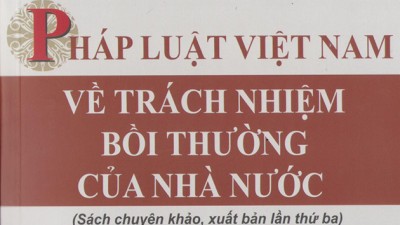 PHÁP LUẬT VIỆT NAM
VỀ TRÁCH NHIỆM
BỒI THƯỜNG
CỦA NHÀ NƯỚC
(Sách chuyên khảo, xuất bản lần thứ ba)